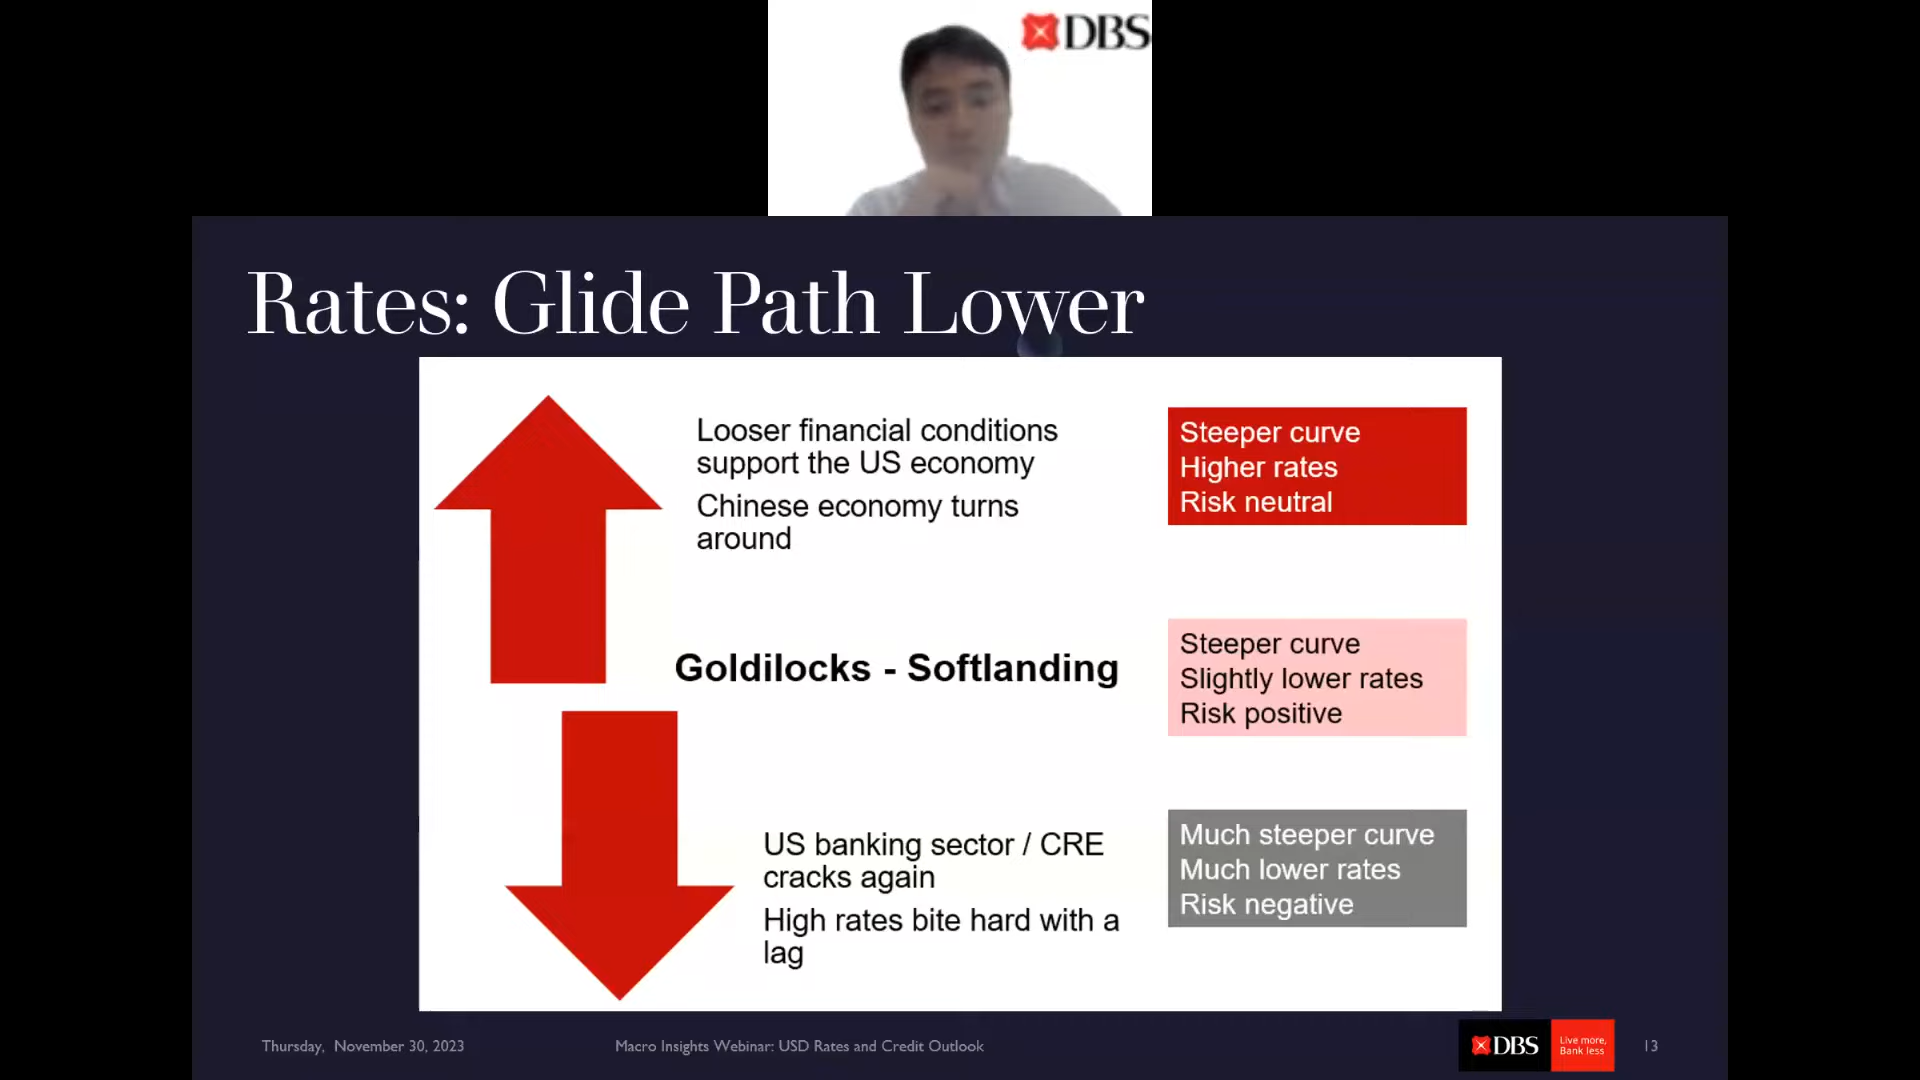 DBS
Rates: Glide Path Lower
Looser financial conditions
support the US economy
Chinese economy turns
around
Steeper curve
Higher rates
Risk neutral
Goldilocks - Softlanding
Steeper curve
Slightly lower rates
Risk positive
US banking sector / CRE
cracks again
High rates bite hard with a
lag
Much steeper curve
Much lower rates
Risk negative
Thursday, November 30, 2023
Macro Insights Webinar: USD Rates and Credit Outlook
DBS
Live more,
Bank less
13